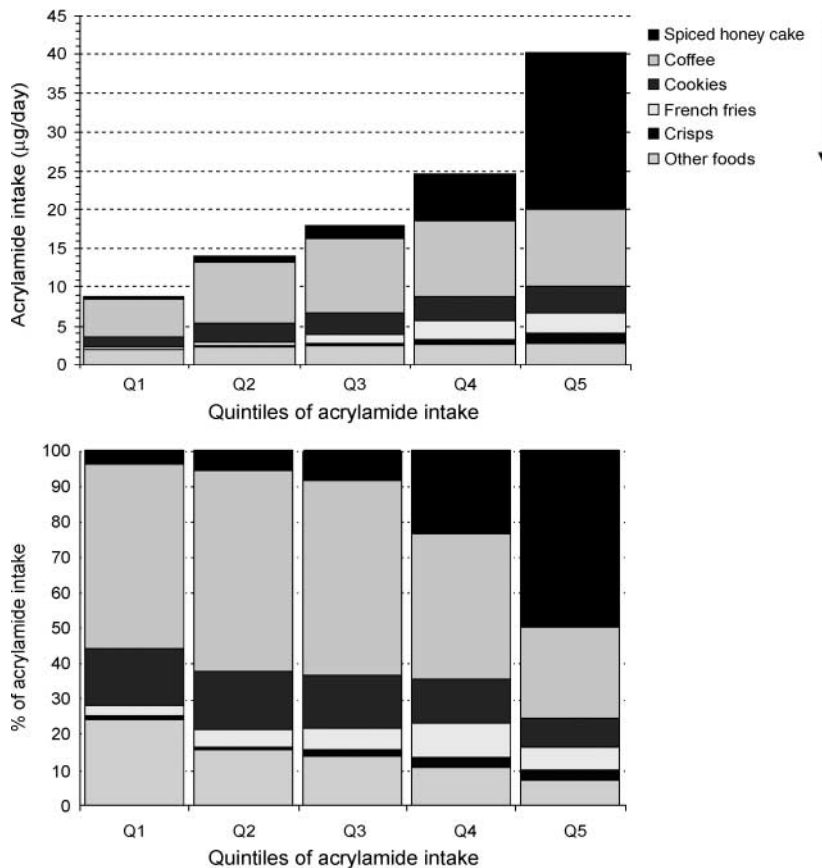 45
40
35
30
25
20
15
10
5
0
Acrylamide intake (µg/day)
Q1 Q2 Q3 Q4 Q5
Quintiles of acrylamide intake
Spiced honey cake
Coffee
Cookies
French fries
Crisps
Other foods
100
90
80
70
60
50
40
30
20
10
0
% of acrylamide intake
Q1 Q2 Q3 Q4 Q5
Quintiles of acrylamide intake